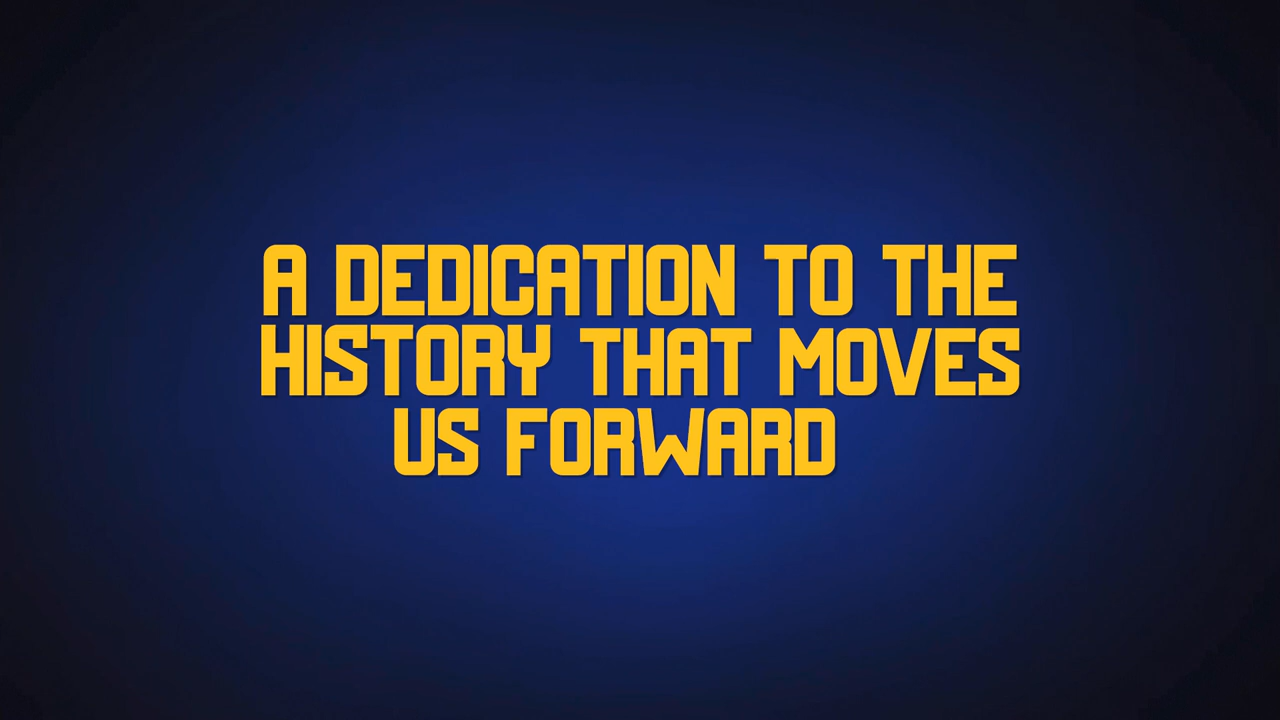 A DEDICATION TO THE
HISTORY THAT MOVES
US FORWARD